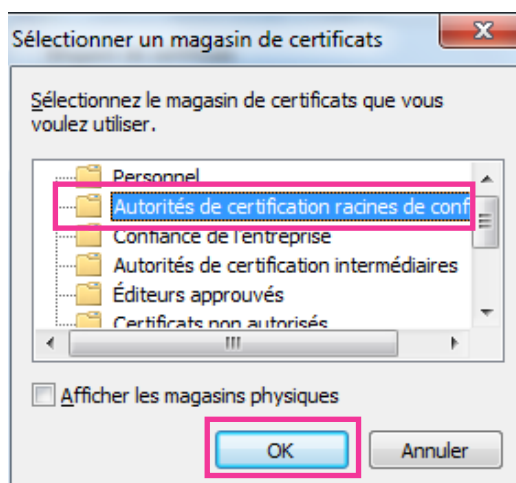 Sélectionner un magasin de certificats
Sélectionnez le magasin de certificats que vous
voulez utiliser.
Personnel
Autorités de certification racines de conf
Confiance de l'entreprise
Autorités de certification intermédiaires
Éditeurs approuvés
Certificats non autorisés
Afficher les magasins physiques
OK
Annuler